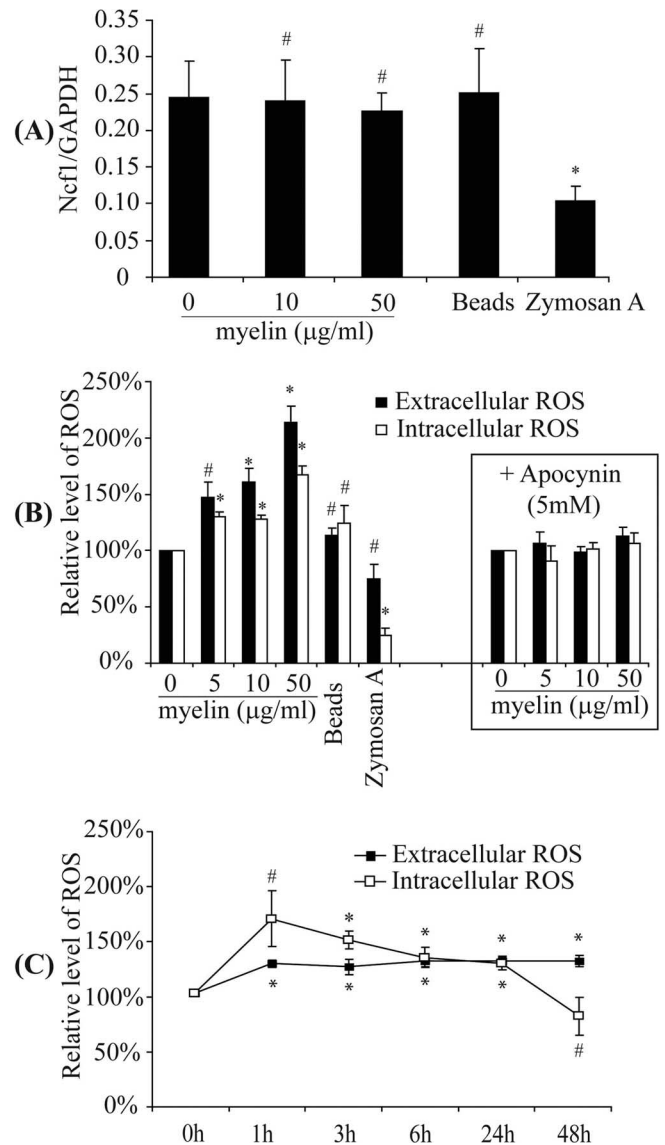 (A)
Ncf1/GAPDH
0.35
0.30
0.25
0.20
0.15
0.10
0.05
0
#
#
#
*
0 10 50 Beads Zymosan A
myelin (μg/ml)
(B)
Relative level of ROS
250%
200%
150%
100%
50%
0%
Extracellular ROS
Intracellular ROS
# * * * * * # # # *
+ Apocynin
(5mM)
0 5 10 50 Beads Zymosan A
myelin (μg/ml)
0 5 10 50
myelin (μg/ml)
(C)
Relative level of ROS
250%
200%
150%
100%
50%
0%
Extracellular ROS
Intracellular ROS
# * * * *
* * * * #
0h 1h 3h 6h 24h 48h